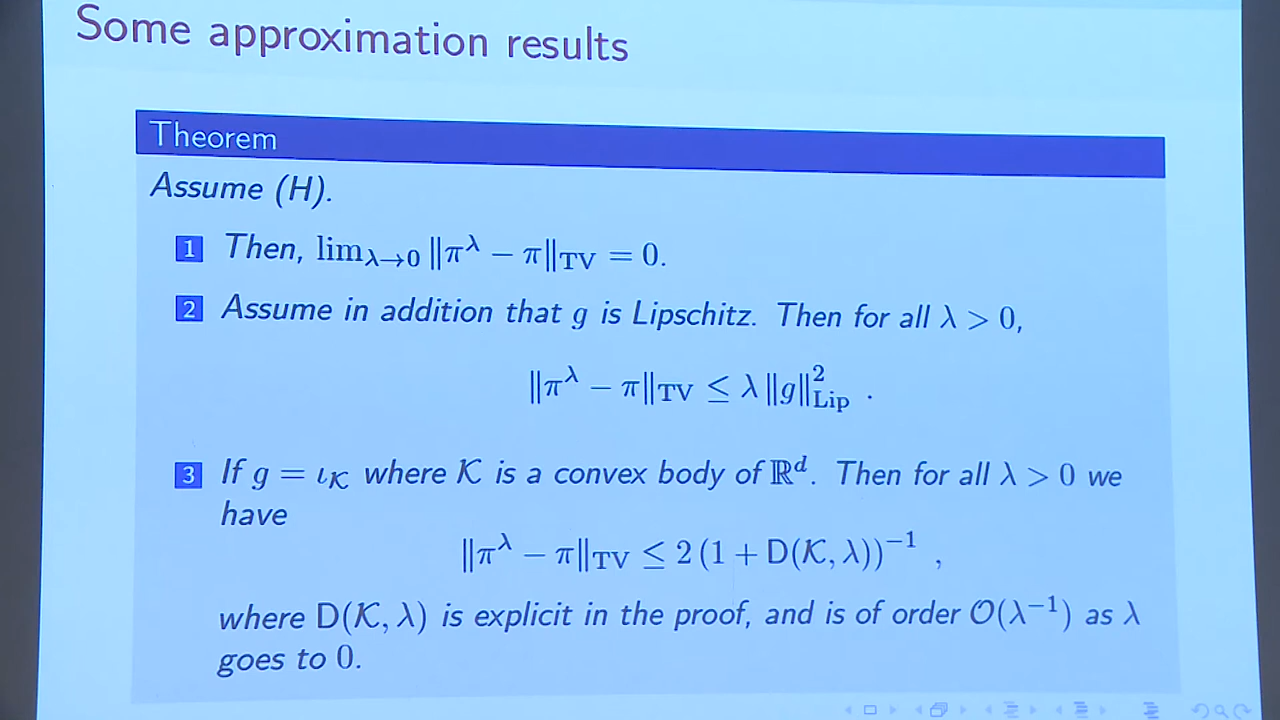 Some approximation results
Theorem
Assume (H).
1 Then, lim_{λ→0} ‖π^λ − π‖_TV = 0.
2 Assume in addition that g is Lipschitz. Then for all λ > 0,
‖π^λ − π‖_TV ≤ λ ‖g‖²_Lip .
3 If g = ι_𝒦 where 𝒦 is a convex body of ℝ^d. Then for all λ > 0 we
have
‖π^λ − π‖_TV ≤ 2 (1 + D(𝒦, λ))^{−1} ,
where D(𝒦, λ) is explicit in the proof, and is of order 𝒪(λ^{−1}) as λ
goes to 0.